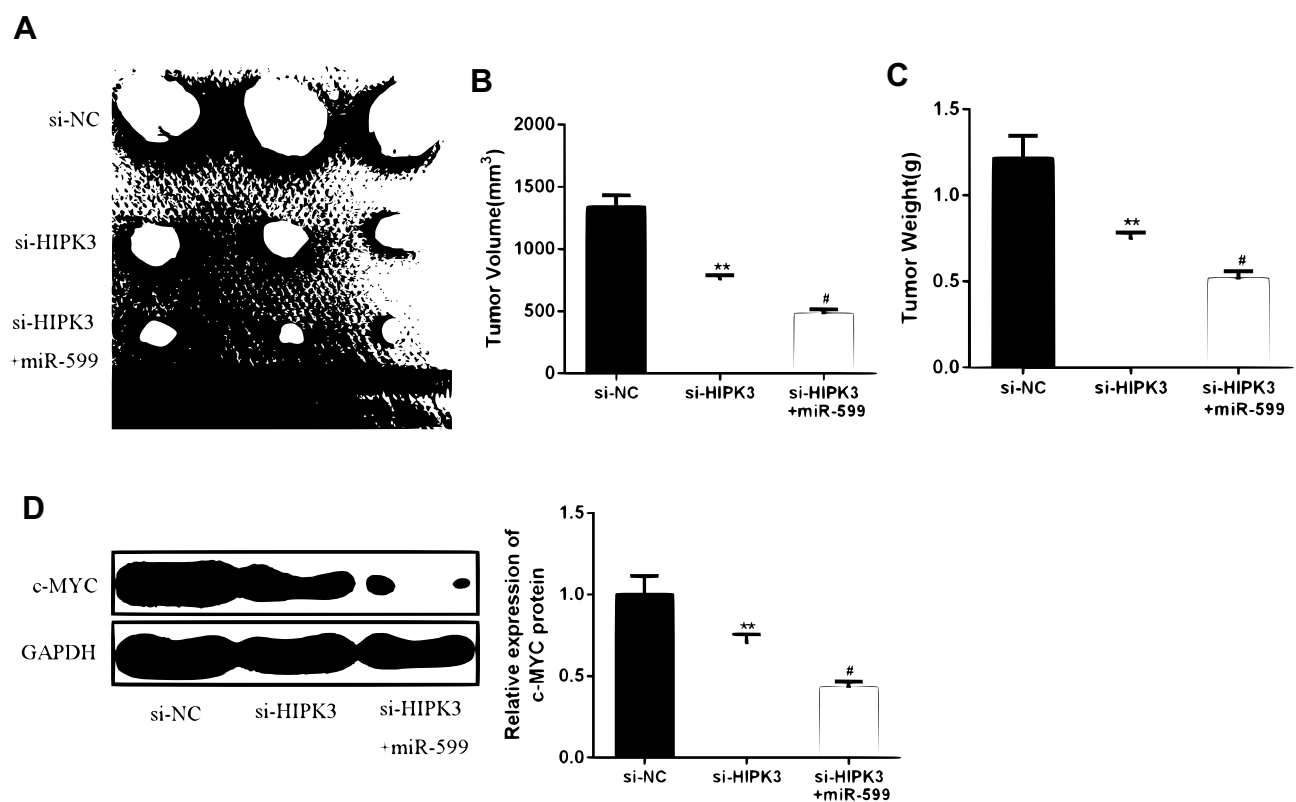 A
si-NC
si-HIPK3
si-HIPK3
+miR-599
B
Tumor Volume(mm³)
2000
1500
1000
500
0
**
#
si-NC
si-HIPK3
si-HIPK3
+miR-599
C
Tumor Weight(g)
1.5
1.0
0.5
0.0
**
#
si-NC
si-HIPK3
si-HIPK3
+miR-599
D
c-MYC
GAPDH
si-NC
si-HIPK3
si-HIPK3
+miR-599
Relative expression of
c-MYC protein
1.5
1.0
0.5
0.0
**
#
si-NC
si-HIPK3
si-HIPK3
+miR-599